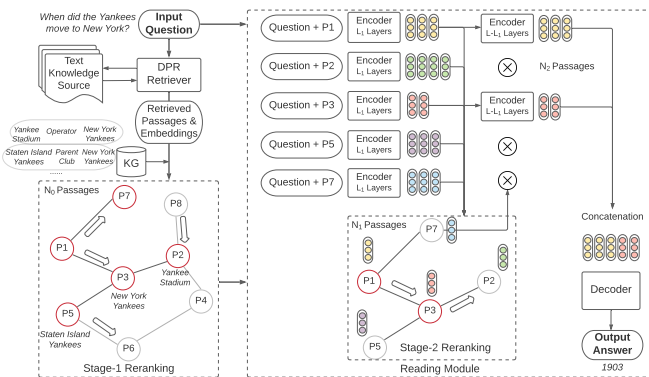 When did the Yankees
move to New York?
Input
Question
Text
Knowledge
Source
DPR
Retriever
Retrieved
Passages &
Embeddings
Yankee
Stadium
Operator
New York
Yankees
Staten Island
Yankees
Parent
Club
New York
Yankees
......
KG
N0 Passages
P7
P8
P1
P2
Yankee
Stadium
P3
New York
Yankees
P4
P5
Staten Island
Yankees
P6
Stage-1 Reranking
Question + P1
Encoder
L1 Layers
Encoder
L-L1 Layers
Question + P2
Encoder
L1 Layers
N2 Passages
Question + P3
Encoder
L1 Layers
Encoder
L-L1 Layers
Question + P5
Encoder
L1 Layers
Question + P7
Encoder
L1 Layers
N1 Passages
P7
P1
P2
P3
P5
Stage-2 Reranking
Reading Module
Concatenation
Decoder
Output
Answer
1903